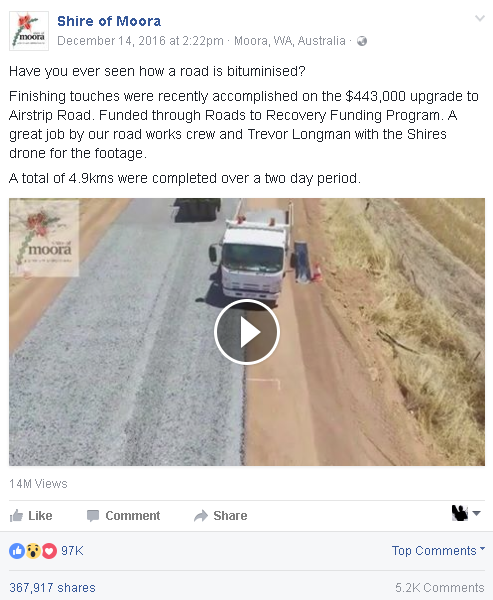 Shire of Moora
December 14, 2016 at 2:22pm · Moora, WA, Australia ·
Have you ever seen how a road is bituminised?
Finishing touches were recently accomplished on the $443,000 upgrade to
Airstrip Road. Funded through Roads to Recovery Funding Program. A
great job by our road works crew and Trevor Longman with the Shires
drone for the footage.
A total of 4.9kms were completed over a two day period.
shire of
moora
14M Views
Like Comment Share
97K Top Comments
367,917 shares 5.2K Comments